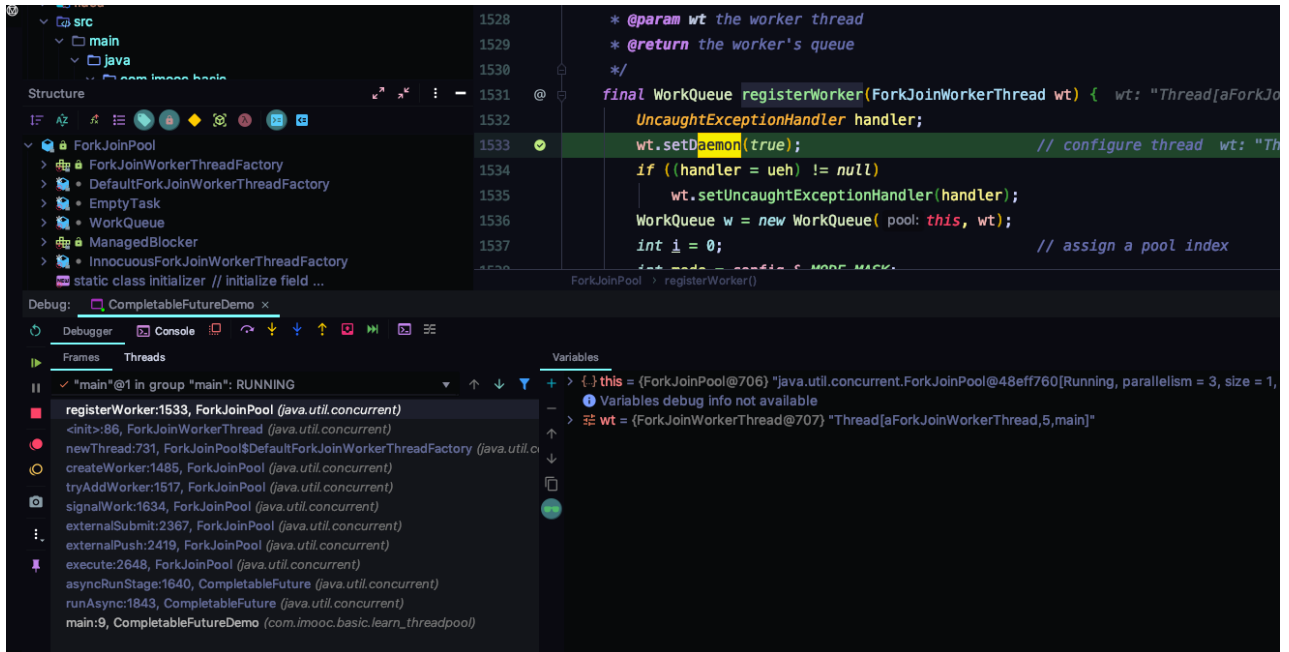 src
main
java
com.imooc.basic
Structure
ForkJoinPool
ForkJoinWorkerThreadFactory
DefaultForkJoinWorkerThreadFactory
EmptyTask
WorkQueue
ManagedBlocker
InnocuousForkJoinWorkerThreadFactory
static class initializer // initialize field ...
1528 * @param wt the worker thread
1529 * @return the worker's queue
1530 */
1531 @ final WorkQueue registerWorker(ForkJoinWorkerThread wt) { wt: "Thread[aForkJo
1532 UncaughtExceptionHandler handler;
1533 wt.setDaemon(true); // configure thread wt: "Th
1534 if ((handler = ueh) != null)
1535 wt.setUncaughtExceptionHandler(handler);
1536 WorkQueue w = new WorkQueue( pool: this, wt);
1537 int i = 0; // assign a pool index
1538 int mode = config & MODE_MASK;
ForkJoinPool > registerWorker()
Debug: CompletableFutureDemo ×
Debugger Console
Frames Threads
"main"@1 in group "main": RUNNING
registerWorker:1533, ForkJoinPool (java.util.concurrent)
<init>:86, ForkJoinWorkerThread (java.util.concurrent)
newThread:731, ForkJoinPool$DefaultForkJoinWorkerThreadFactory (java.util.c
createWorker:1485, ForkJoinPool (java.util.concurrent)
tryAddWorker:1517, ForkJoinPool (java.util.concurrent)
signalWork:1634, ForkJoinPool (java.util.concurrent)
externalSubmit:2367, ForkJoinPool (java.util.concurrent)
externalPush:2419, ForkJoinPool (java.util.concurrent)
execute:2648, ForkJoinPool (java.util.concurrent)
asyncRunStage:1640, CompletableFuture (java.util.concurrent)
runAsync:1843, CompletableFuture (java.util.concurrent)
main:9, CompletableFutureDemo (com.imooc.basic.learn_threadpool)
Variables
this = {ForkJoinPool@706} "java.util.concurrent.ForkJoinPool@48eff760[Running, parallelism = 3, size = 1,
Variables debug info not available
wt = {ForkJoinWorkerThread@707} "Thread[aForkJoinWorkerThread,5,main]"